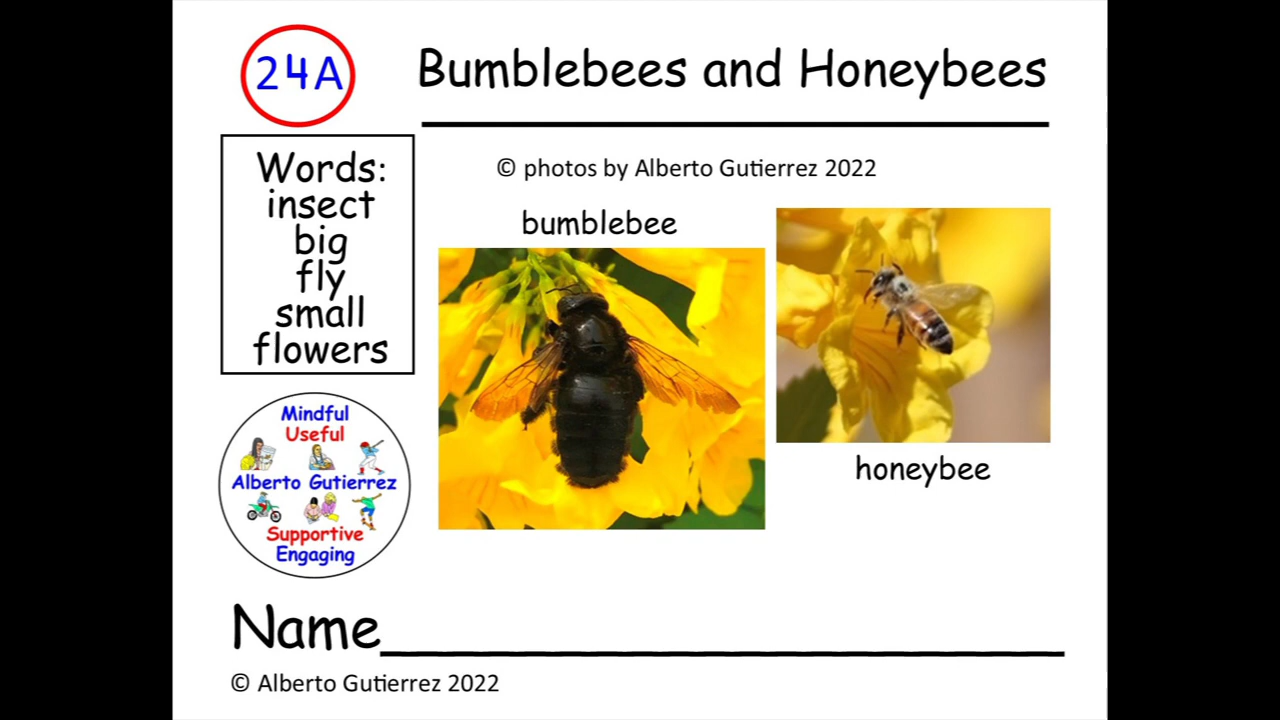 24A
Bumblebees and Honeybees
Words:
insect
big
fly
small
flowers
© photos by Alberto Gutierrez 2022
bumblebee
honeybee
Mindful
Useful
Alberto Gutierrez
Supportive
Engaging
Name
© Alberto Gutierrez 2022